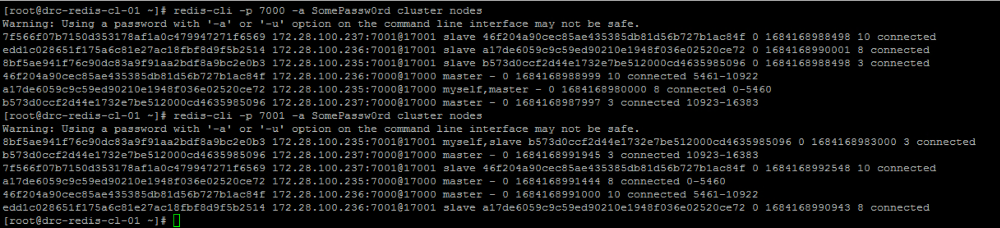 [root@drc-redis-cl-01 ~]# redis-cli -p 7000 -a SomePassw0rd cluster nodes
Warning: Using a password with '-a' or '-u' option on the command line interface may not be safe.
7f566f07b7150d353178af1a0c479947271f6569 172.28.100.237:7001@17001 slave 46f204a90cec85ae435385db81d56b727b1ac84f 0 1684168988498 10 connected
edd1c028651f175a6c81e27ac18fbf8d9f5b2514 172.28.100.236:7001@17001 slave a17de6059c9c59ed90210e1948f036e02520ce72 0 1684168990001 8 connected
8bf5ae941f76c90dc83a9f91aa2bdf8a9bc2e0b3 172.28.100.235:7001@17001 slave b573d0ccf2d44e1732e7be512000cd4635985096 0 1684168988498 3 connected
46f204a90cec85ae435385db81d56b727b1ac84f 172.28.100.236:7000@17000 master - 0 1684168988999 10 connected 5461-10922
a17de6059c9c59ed90210e1948f036e02520ce72 172.28.100.235:7000@17000 myself,master - 0 1684168980000 8 connected 0-5460
b573d0ccf2d44e1732e7be512000cd4635985096 172.28.100.237:7000@17000 master - 0 1684168987997 3 connected 10923-16383
[root@drc-redis-cl-01 ~]# redis-cli -p 7001 -a SomePassw0rd cluster nodes
Warning: Using a password with '-a' or '-u' option on the command line interface may not be safe.
8bf5ae941f76c90dc83a9f91aa2bdf8a9bc2e0b3 172.28.100.235:7001@17001 myself,slave b573d0ccf2d44e1732e7be512000cd4635985096 0 1684168983000 3 connected
b573d0ccf2d44e1732e7be512000cd4635985096 172.28.100.237:7000@17000 master - 0 1684168991945 3 connected 10923-16383
7f566f07b7150d353178af1a0c479947271f6569 172.28.100.237:7001@17001 slave 46f204a90cec85ae435385db81d56b727b1ac84f 0 1684168992548 10 connected
a17de6059c9c59ed90210e1948f036e02520ce72 172.28.100.235:7000@17000 master - 0 1684168991444 8 connected 0-5460
46f204a90cec85ae435385db81d56b727b1ac84f 172.28.100.236:7000@17000 master - 0 1684168991000 10 connected 5461-10922
edd1c028651f175a6c81e27ac18fbf8d9f5b2514 172.28.100.236:7001@17001 slave a17de6059c9c59ed90210e1948f036e02520ce72 0 1684168990943 8 connected
[root@drc-redis-cl-01 ~]#